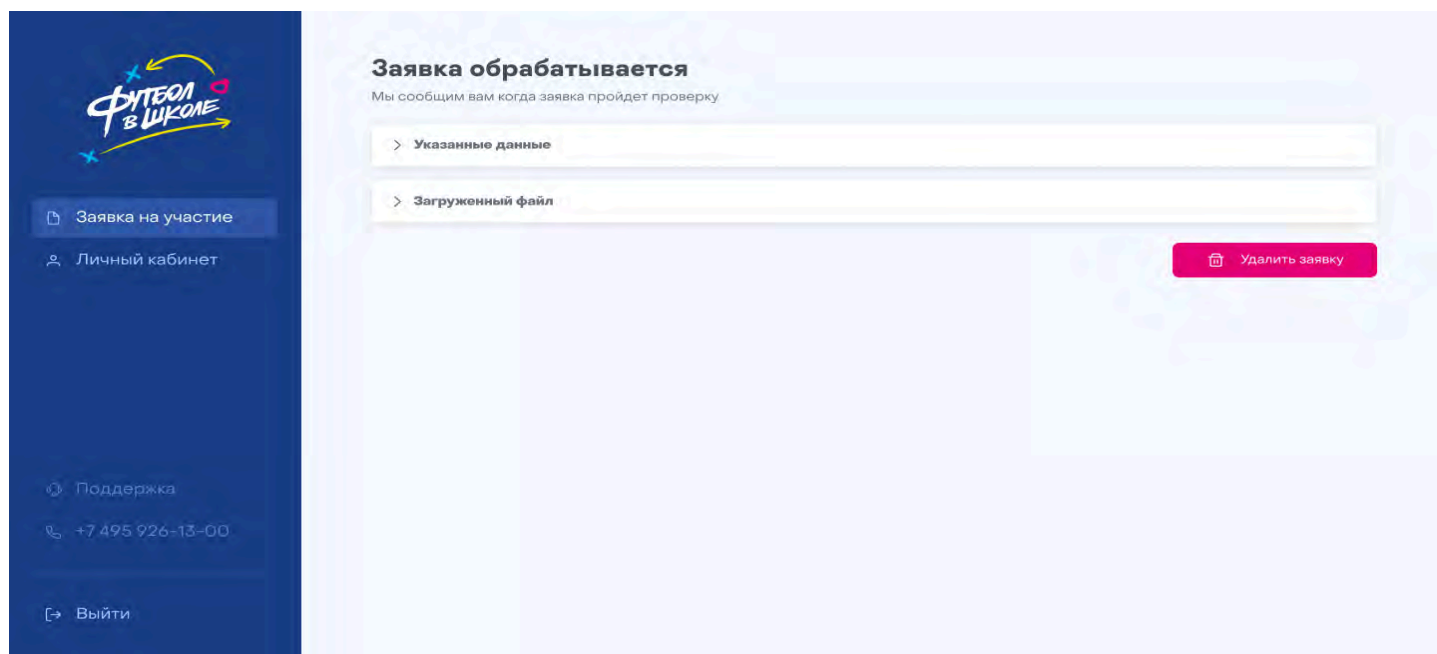 ФУТБОЛ
В ШКОЛЕ
Заявка на участие
Личный кабинет
Поддержка
+7 495 926-13-00
Выйти
Заявка обрабатывается
Мы сообщим вам когда заявка пройдет проверку
Указанные данные
Загруженный файл
Удалить заявку